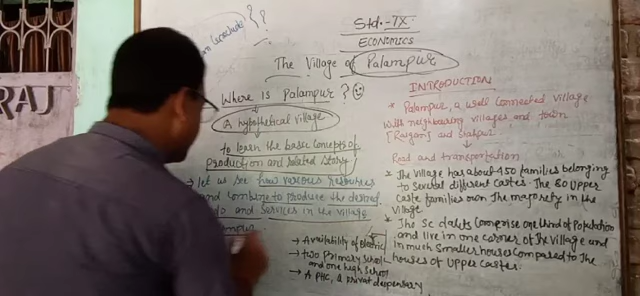 ??
Std.-IX
ECONOMICS
The Village of Palampur
Where is Palampur?
A hypothetical village
to learn the basic concepts of
production and related story
let us see how various resources
and combine to produce the desired
and services in the village
INTRODUCTION
* Palampur, a well connected village
with neighbouring villages and town
[Raiganj and Shahpur
Road and transportation
* The village has about 450 families belonging
to several different castes. The 80 upper
caste families own the majority in the
village.
* The SC dalits comprise one third of population
and live in one corner of the village and
in much smaller houses compared to the
houses of upper castes.
→ Availability of electric
→ two primary schools
and one high school
→ A PHC, & privat dispensary
RAJ